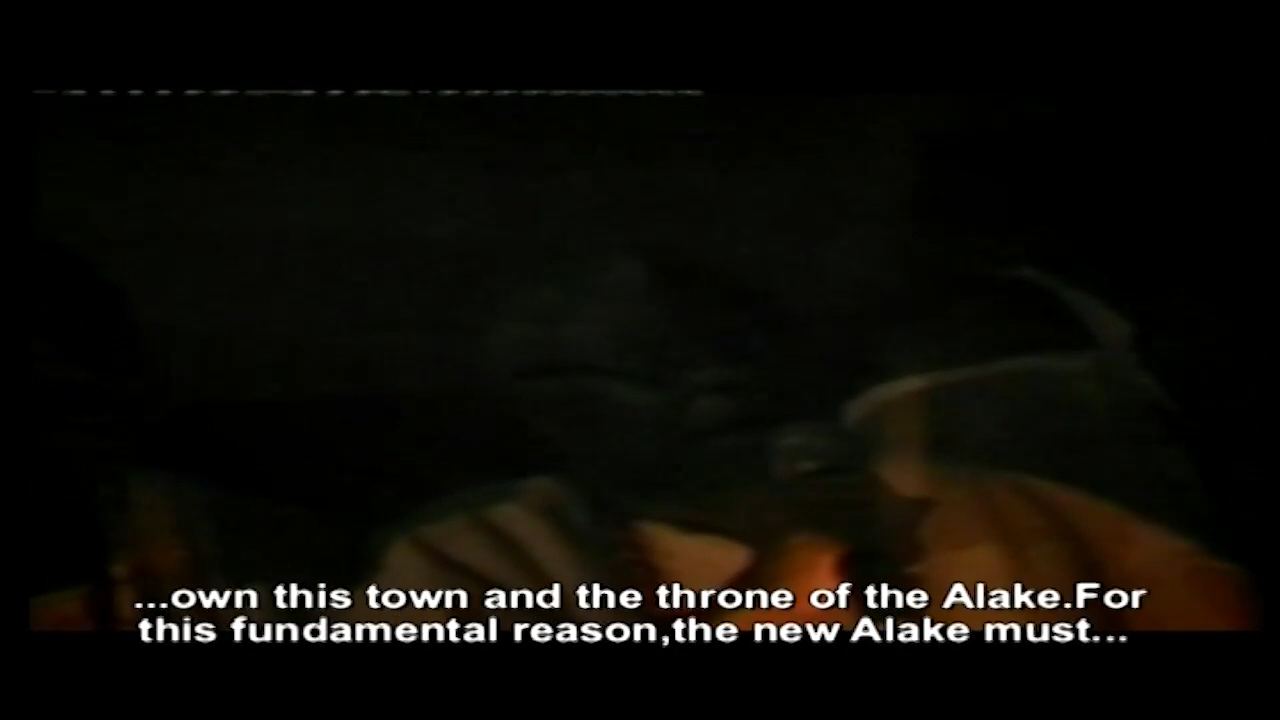 ...own this town and the throne of the Alake.For
this fundamental reason,the new Alake must...